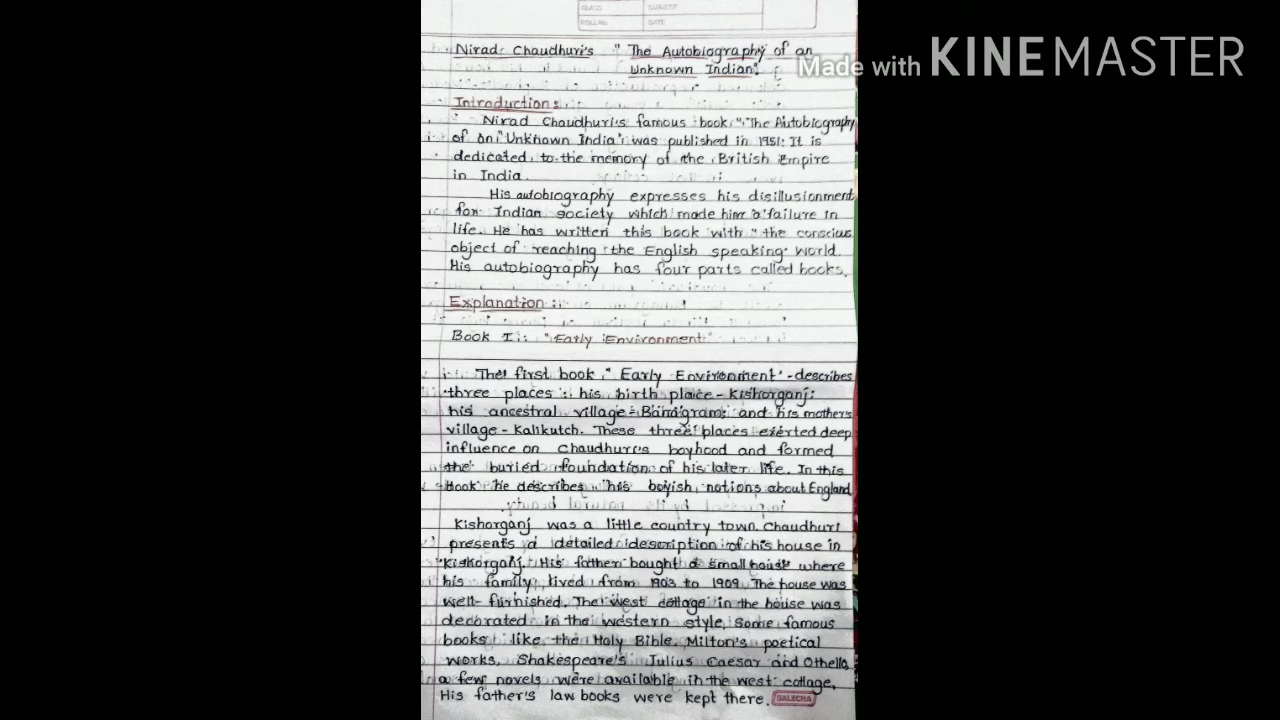 CLASS SUBJECT
ROLL No. DATE
Made with KINEMASTER
Nirad Chaudhuri's "The Autobiography of an
Unknown Indian".
Introduction:
Nirad Chaudhuri's famous book, "The Autobiography
of an "Unknown India" was published in 1951. It is
dedicated to the memory of the British Empire
in India.
His autobiography expresses his disillusionment
for Indian society which made him a failure in
life. He has written this book with "the conscious
object of reaching the English speaking world.
His autobiography has four parts called books.
Explanation :
Book I : "Early Environment"
The first book, "Early Environment" - describes
three places : his birth place - Kishorganj;
his ancestral village - Banagram; and his mothers
village - Kalikutch. These three places exerted deep
influence on Chaudhuri's boyhood and formed
the buried foundation of his later life. In this
Book he describes his boyish notions about England.
Kishorganj was a little country town. Chaudhuri
presents a detailed description of his house in
Kishorganj. His father bought a small house where
his family lived from 1903 to 1909. The house was
well-furnished. The west cottage in the house was
decorated in the western style. Some famous
books like the Holy Bible, Milton's poetical
works, Shakespeare's Julius Caesar and Othello,
a few novels were available in the west cottage.
His father's law books were kept there.
SALECHA